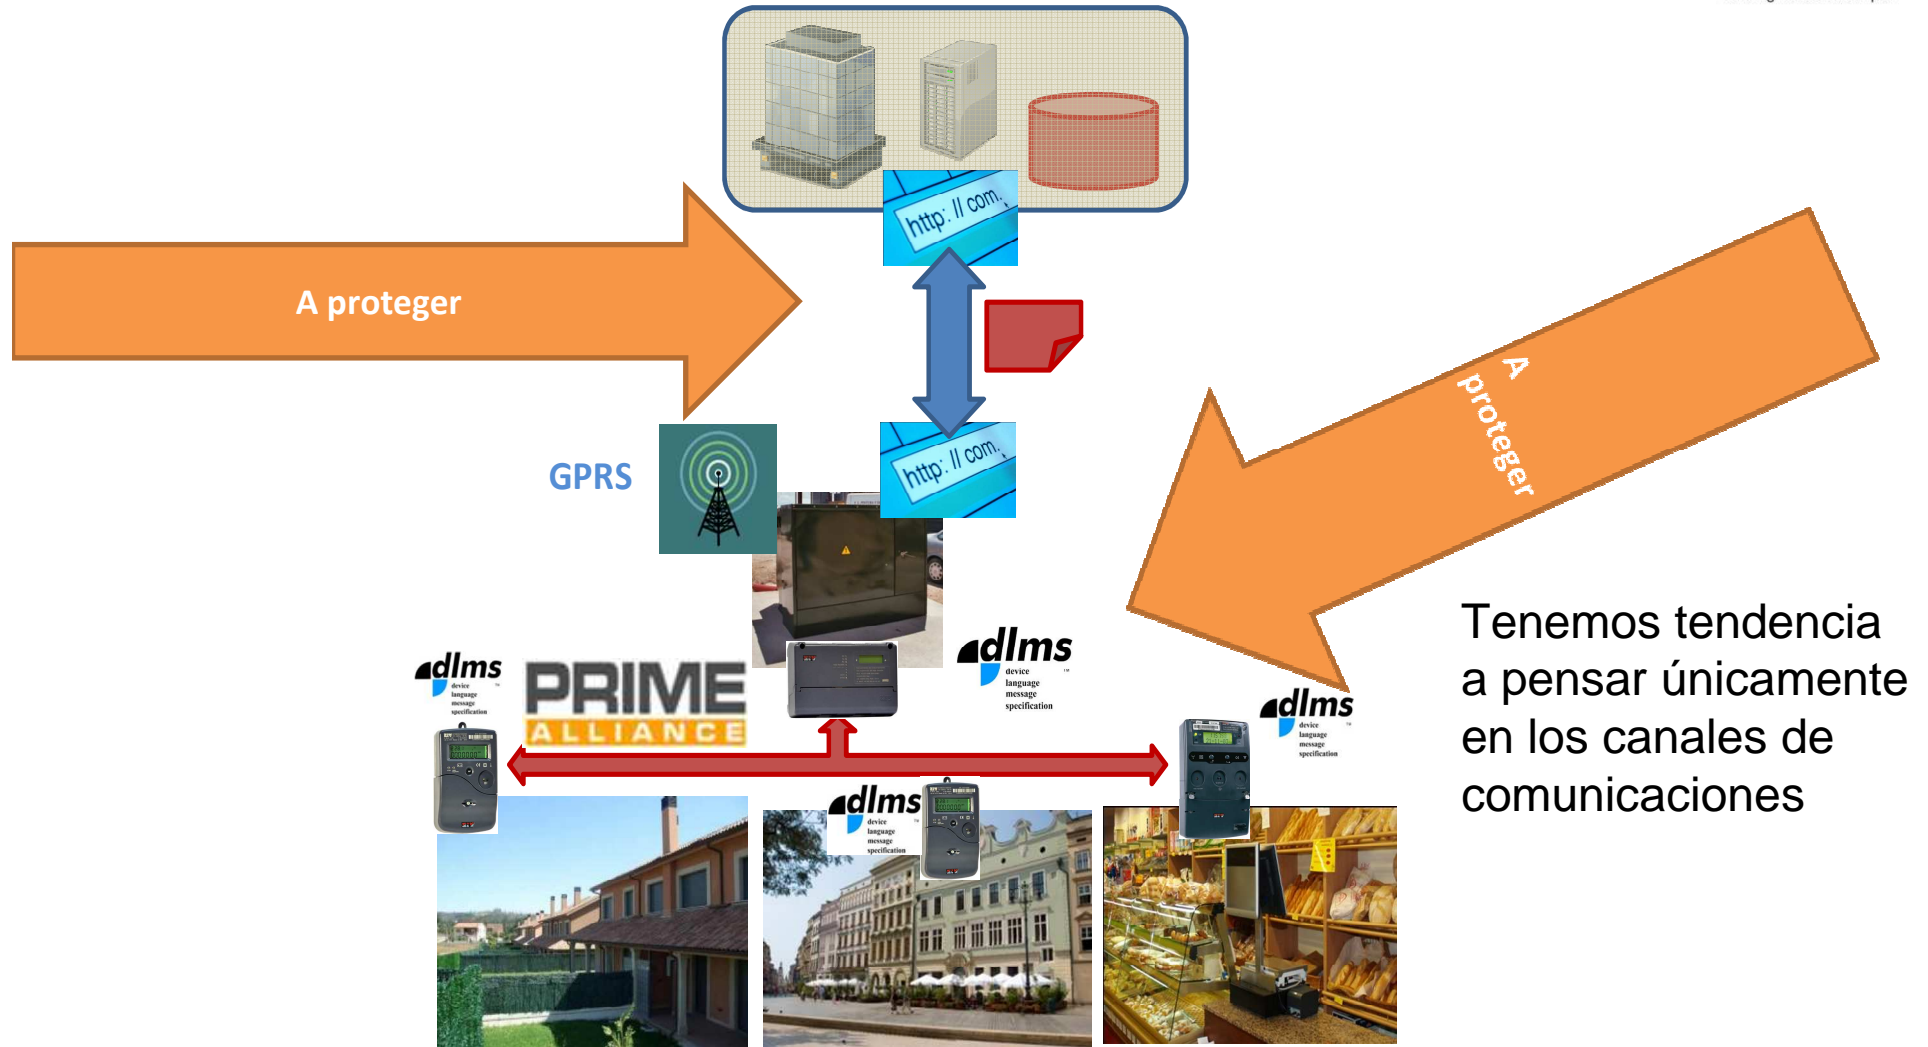 http: // com.
A proteger
A
proteger
GPRS
http: // com.
dlms
device
language
message
specification
PRIME
ALLIANCE
dlms
device
language
message
specification
dlms
device
language
message
specification
dlms
device
language
message
specification
Tenemos tendencia
a pensar únicamente
en los canales de
comunicaciones